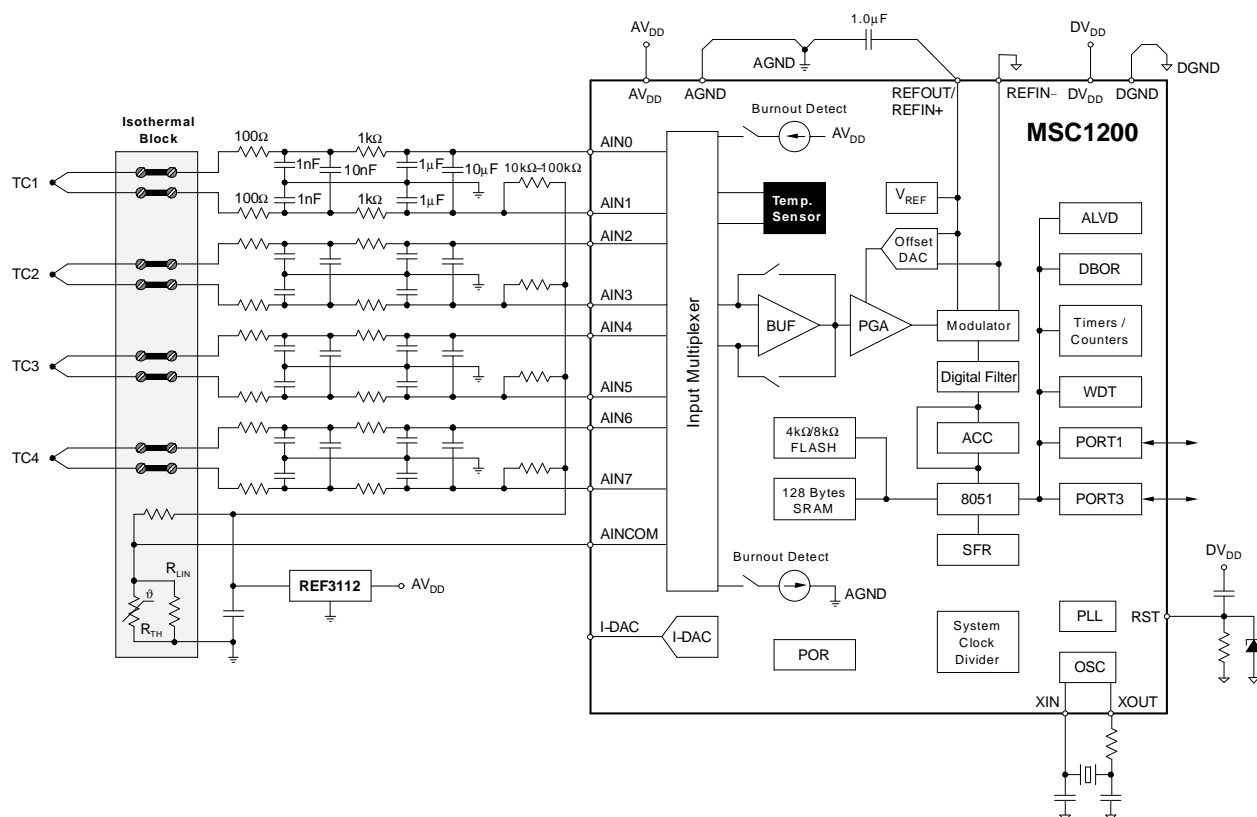 AVDD
1.0µF
DVDD
AGND
DGND
AVDD
AGND
REFOUT/
REFIN+
REFIN−
DVDD
DGND
MSC1200
Isothermal
Block
100Ω
1kΩ
1nF
10nF
1µF
10µF
10kΩ–100kΩ
TC1
100Ω
1nF
1kΩ
1µF
TC2
TC3
TC4
AIN0
AIN1
AIN2
AIN3
AIN4
AIN5
AIN6
AIN7
AINCOM
I–DAC
Input Multiplexer
Burnout Detect
AVDD
Temp.
Sensor
VREF
Offset
DAC
BUF
PGA
Modulator
Digital Filter
ACC
8051
SFR
4kΩ/8kΩ
FLASH
128 Bytes
SRAM
ALVD
DBOR
Timers /
Counters
WDT
PORT1
PORT3
Burnout Detect
AGND
I–DAC
POR
System
Clock
Divider
PLL
OSC
RST
DVDD
XIN
XOUT
RLIN
ϑ
RTH
REF3112
AVDD